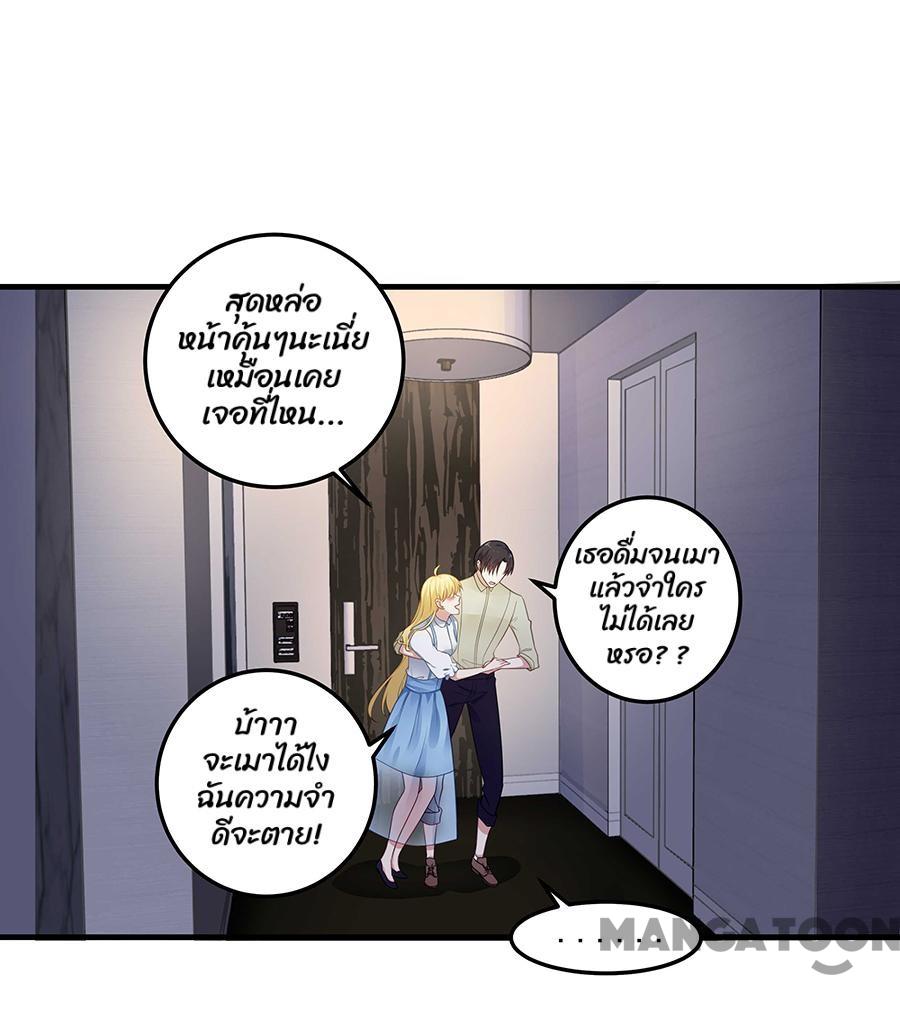 สุดหล่อ
หน้าคุ้นๆนะเนี่ย
เหมือนเคย
เจอที่ไหน...
เธอดื่มจนเมา
แล้วจำใคร
ไม่ได้เลย
หรอ? ?
บ้าาา
จะเมาได้ไง
ฉันความจำ
ดีจะตาย!
......
MANGATOON